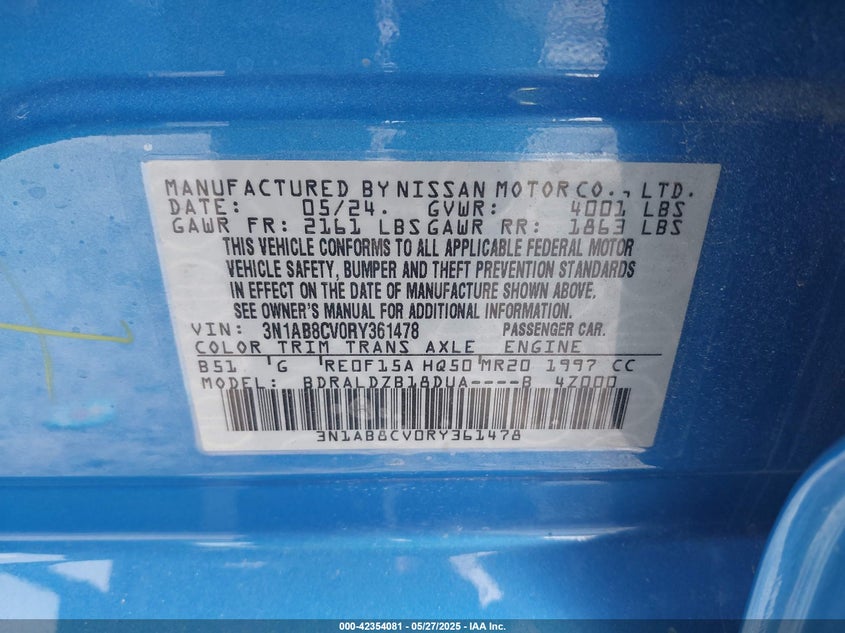 MANUFACTURED BY NISSAN MOTOR CO., LTD.
DATE: 05/24. GVWR: 4001 LBS
GAWR FR: 2161 LBS GAWR RR: 1863 LBS
THIS VEHICLE CONFORMS TO ALL APPLICABLE FEDERAL MOTOR
VEHICLE SAFETY, BUMPER AND THEFT PREVENTION STANDARDS
IN EFFECT ON THE DATE OF MANUFACTURE SHOWN ABOVE.
SEE OWNER'S MANUAL FOR ADDITIONAL INFORMATION.
VIN: 3N1AB8CV0RY361478 PASSENGER CAR.
COLOR TRIM TRANS AXLE ENGINE
B51 G RE0F15A HQ50 MR20 1997 CC
MODEL: BDRALDZB18DUA----B 4Z000
3N1AB8CV0RY361478
000-42354081 - 05/27/2025 - IAA Inc.